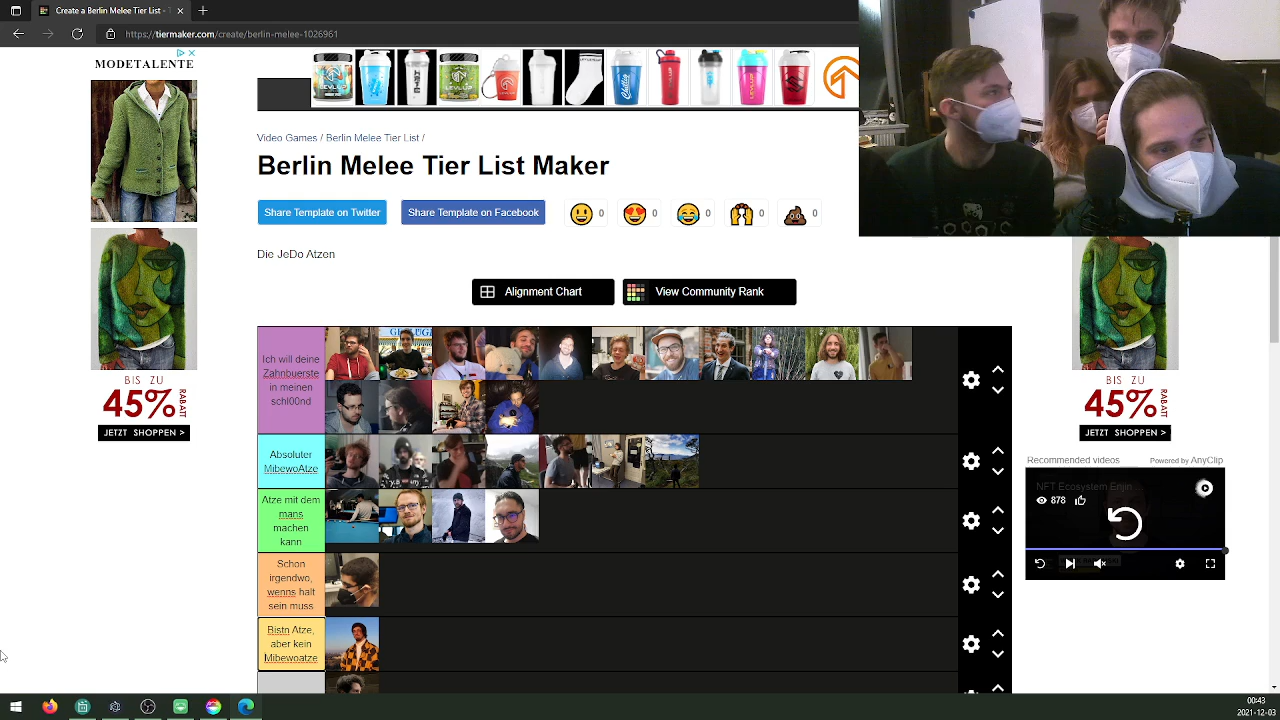 Create a Berlin Melee Tier List - T
https://tiermaker.com/create/berlin-melee-1026961
MODETALENTE
Video Games / Berlin Melee Tier List /
Berlin Melee Tier List Maker
Share Template on Twitter
Share Template on Facebook
0
0
0
0
0
Die JeDo Atzen
Alignment Chart
View Community Rank
BIS ZU
45%
RABATT
JETZT SHOPPEN >
BIS ZU
45%
RABATT
JETZT SHOPPEN >
Ich will deine
Zahnbuerste
in meinen
schl00nd
Absoluter
MibewoAtze
Atze mit dem
mans
machen
kann
Schon
irgendwo,
wenns halt
sein muss
Bistn Atze,
aber kein
Mibewoatze
Recommended videos
Powered by AnyClip
NFT Ecosystem Enjin
878
00:43
2021-12-03